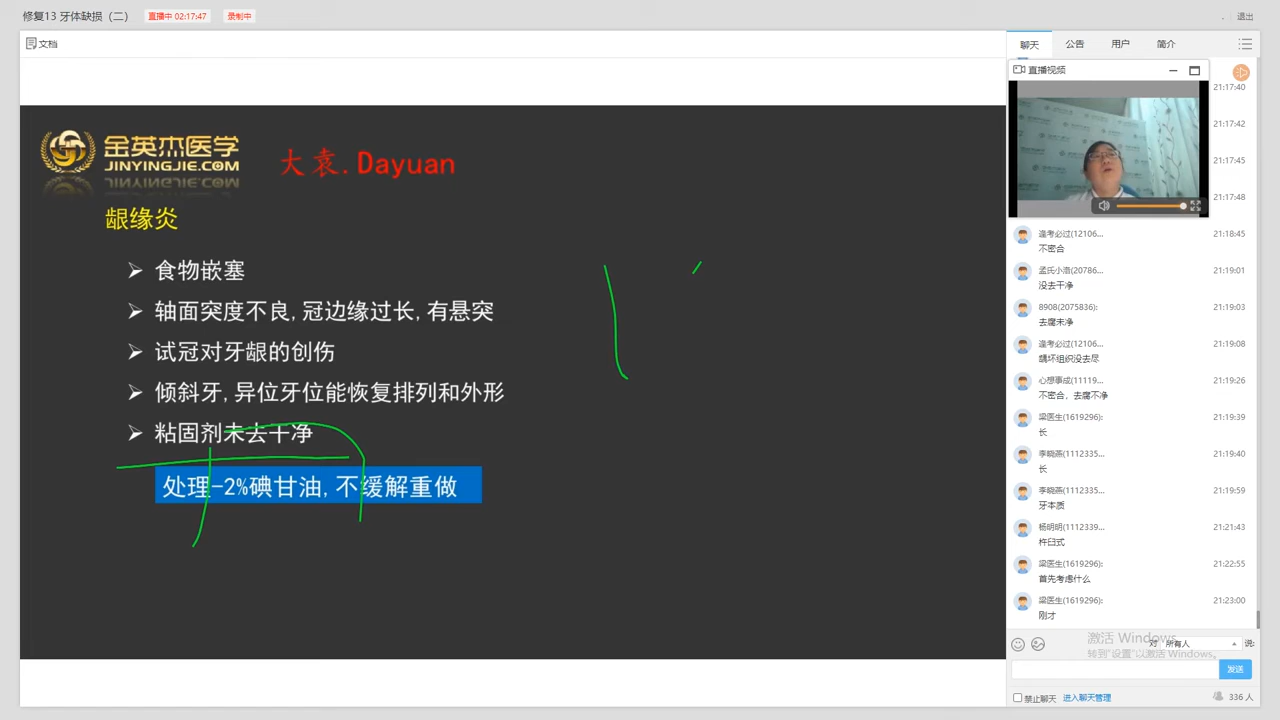 修复13 牙体缺损（二）
直播中 02:17:47
录制中
退出
文档
聊天
公告
用户
简介
直播视频
金英杰医学
JINYINGJIE.COM
大袁.Dayuan
龈缘炎
➢ 食物嵌塞
➢ 轴面突度不良,冠边缘过长,有悬突
➢ 试冠对牙龈的创伤
➢ 倾斜牙,异位牙位能恢复排列和外形
➢ 粘固剂未去干净
处理-2%碘甘油,不缓解重做
21:17:40
21:17:42
21:17:45
21:17:48
逢考必过(12106... 21:18:45
不密合
孟氏小浩(20786... 21:19:01
没去干净
8908(2075836): 21:19:03
去腐未净
逢考必过(12106... 21:19:08
龋坏组织没去尽
心想事成(11119... 21:19:26
不密合，去腐不净
梁医生(1619296): 21:19:39
长
李晓燕(1112335... 21:19:40
长
李晓燕(1112335... 21:19:59
牙本质
杨明明(1112339... 21:21:43
杵臼式
梁医生(1619296): 21:22:55
首先考虑什么
梁医生(1619296): 21:23:00
刚才
激活 Windows
转到"设置"以激活 Windows。
对 所有人 说:
发送
禁止聊天 进入聊天管理
336 人